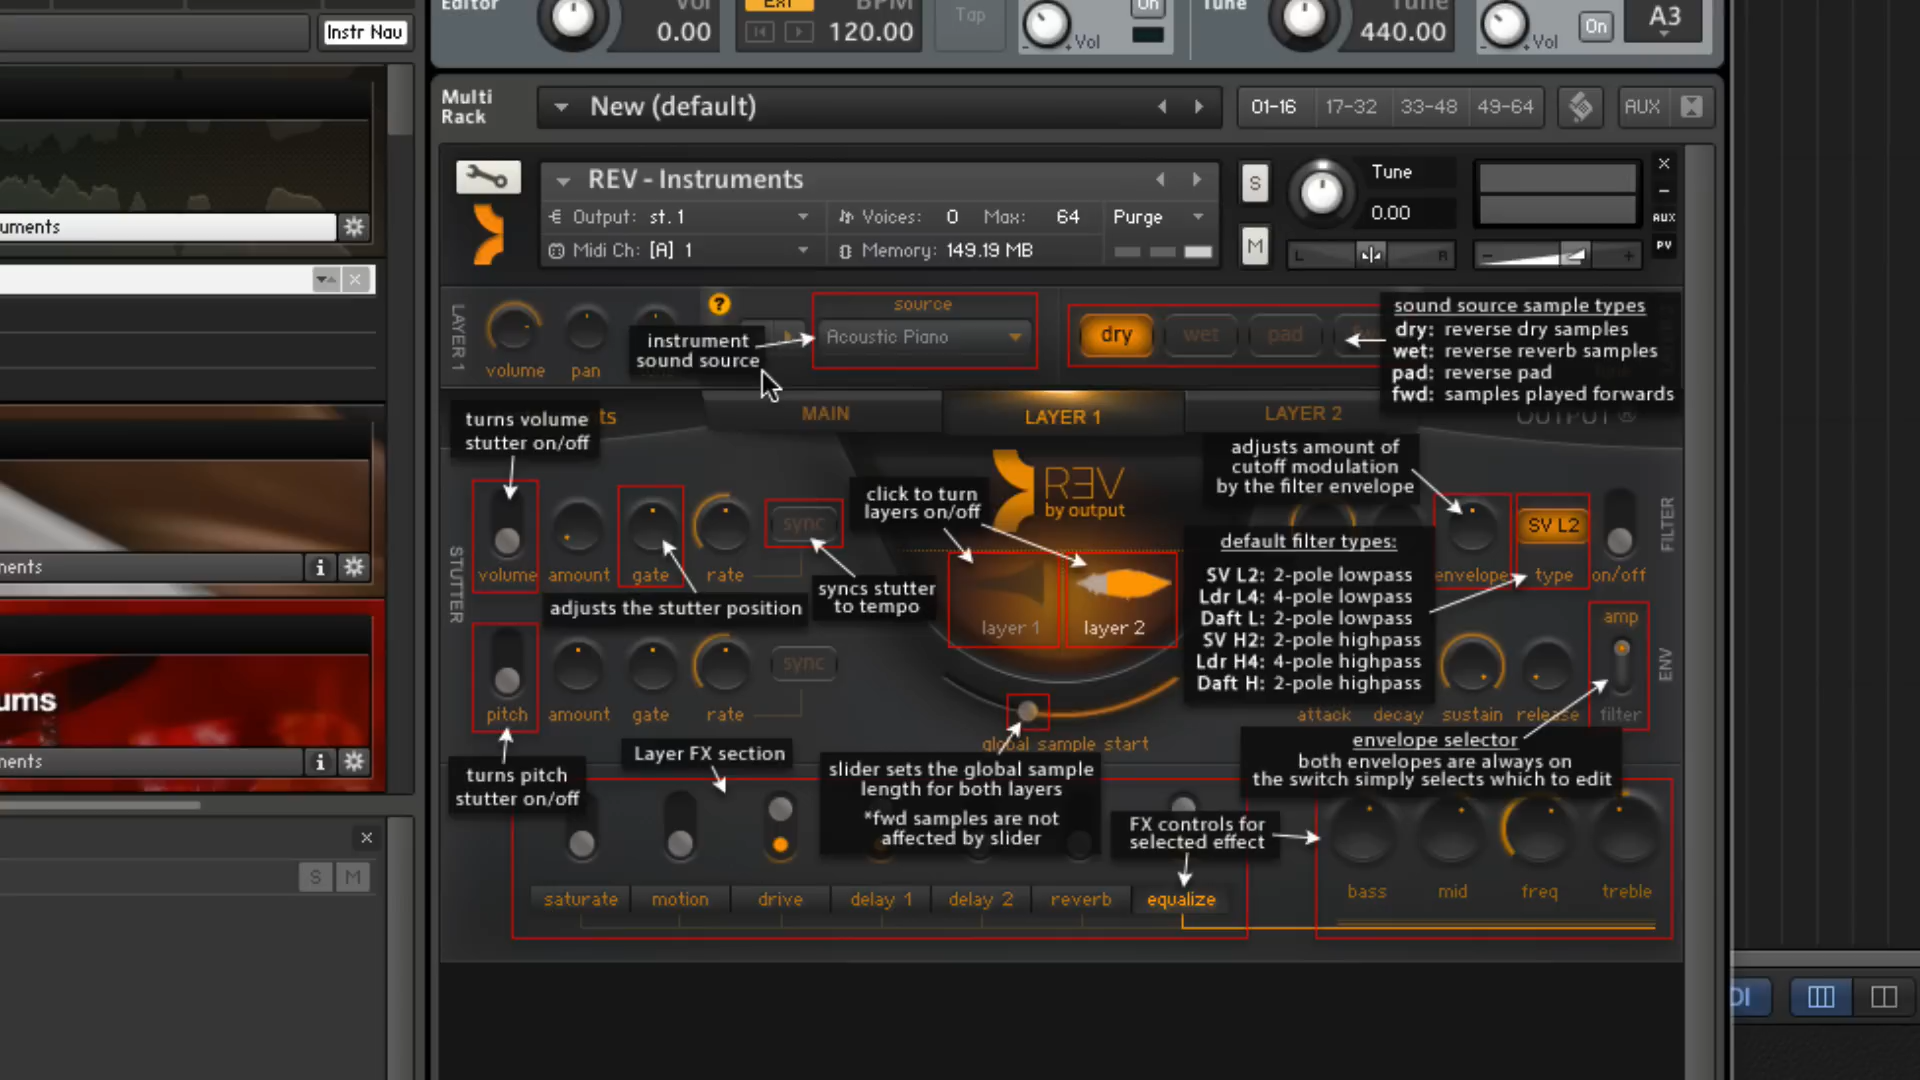 Editor
Vol
0.00
Ext
BPM
120.00
Tap
On
Vol
Tune
Tune
440.00
Vol
On
A3
Instr Nav
Multi
Rack
New (default)
01-16
17-32
33-48
49-64
AUX
REV - Instruments
S
Tune
0.00
Output: st. 1
Voices: 0 Max: 64
Purge
Midi Ch: [A] 1
Memory: 149.19 MB
M
L
R
-
+
AUX
PV
uments
ments
ums
ments
S
M
LAYER 1
volume
pan
?
instrument
sound source
source
Acoustic Piano
dry
wet
pad
sound source sample types
dry: reverse dry samples
wet: reverse reverb samples
pad: reverse pad
fwd: samples played forwards
MAIN
LAYER 1
LAYER 2
OUTPUT
turns volume
stutter on/off
click to turn
layers on/off
REV
by output
adjusts amount of
cutoff modulation
by the filter envelope
STUTTER
volume
amount
gate
rate
sync
adjusts the stutter position
syncs stutter
to tempo
layer 1
layer 2
default filter types:
SV L2: 2-pole lowpass
Ldr L4: 4-pole lowpass
Daft L: 2-pole lowpass
SV H2: 2-pole highpass
Ldr H4: 4-pole highpass
Daft H: 2-pole highpass
envelope
SV L2
type
on/off
FILTER
amp
filter
ENV
pitch
amount
gate
rate
sync
attack
decay
sustain
release
global sample start
turns pitch
stutter on/off
Layer FX section
slider sets the global sample
length for both layers
*fwd samples are not
affected by slider
envelope selector
both envelopes are always on
the switch simply selects which to edit
FX controls for
selected effect
saturate
motion
drive
delay 1
delay 2
reverb
equalize
bass
mid
freq
treble